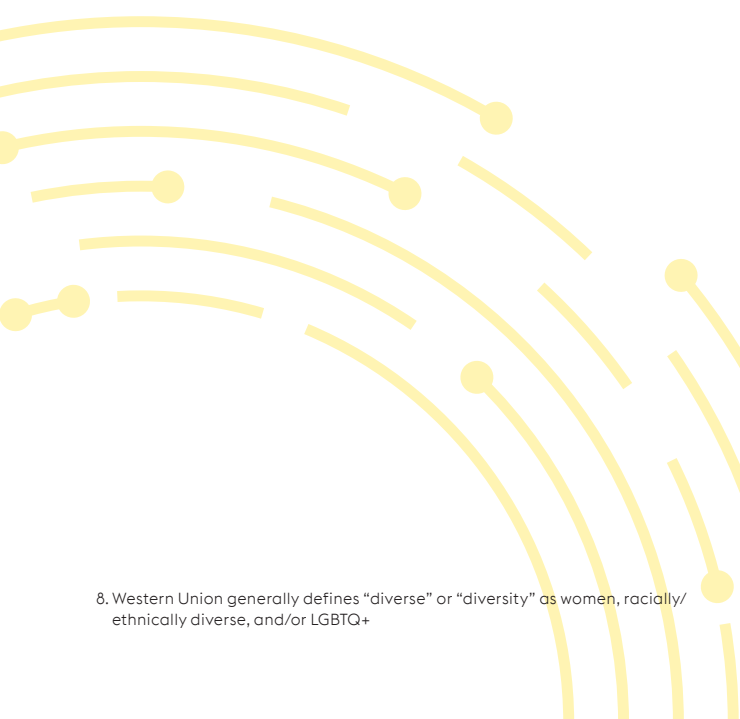 8. Western Union generally defines “diverse” or “diversity” as women, racially/
ethnically diverse, and/or LGBTQ+